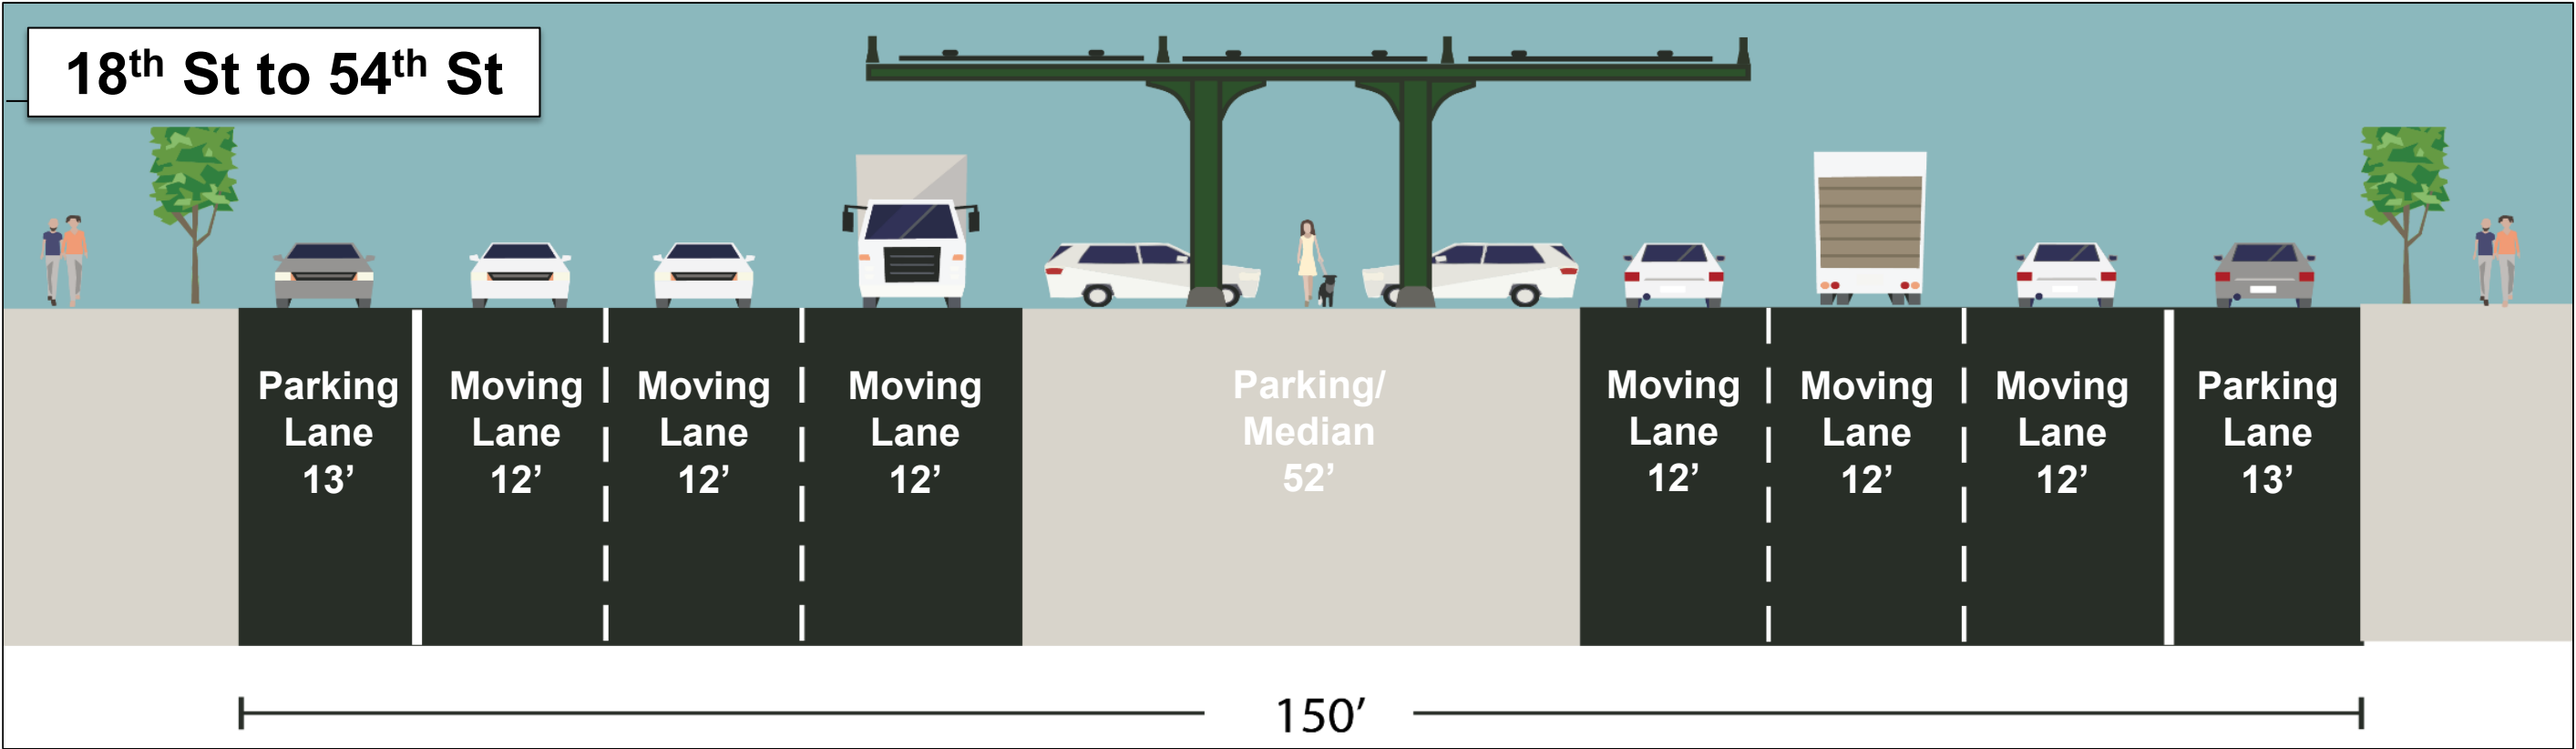 18th St to 54th St
Parking
Lane
13’
Moving
Lane
12’
Moving
Lane
12’
Moving
Lane
12’
Parking/
Median
52’
Moving
Lane
12’
Moving
Lane
12’
Moving
Lane
12’
Parking
Lane
13’
150’